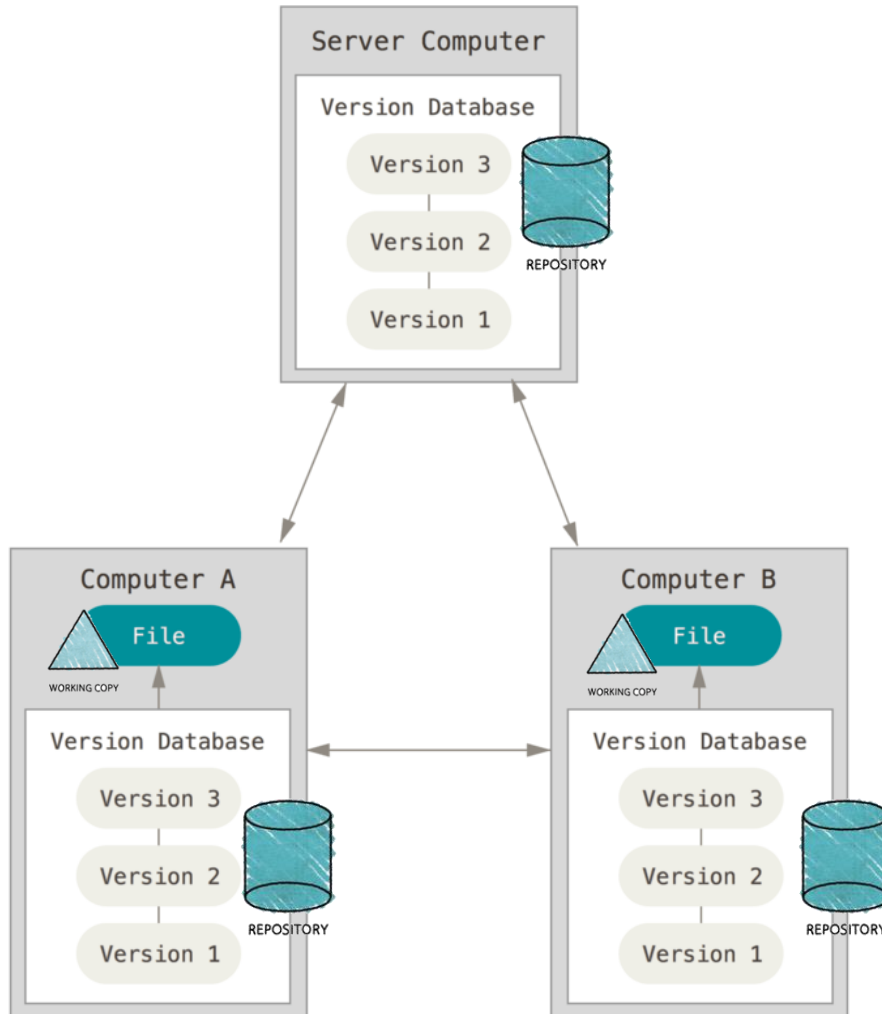 Server Computer
Version Database
Version 3
Version 2
REPOSITORY
Version 1
Computer A
File
WORKING COPY
Version Database
Version 3
Version 2
REPOSITORY
Version 1
Computer B
File
WORKING COPY
Version Database
Version 3
Version 2
REPOSITORY
Version 1